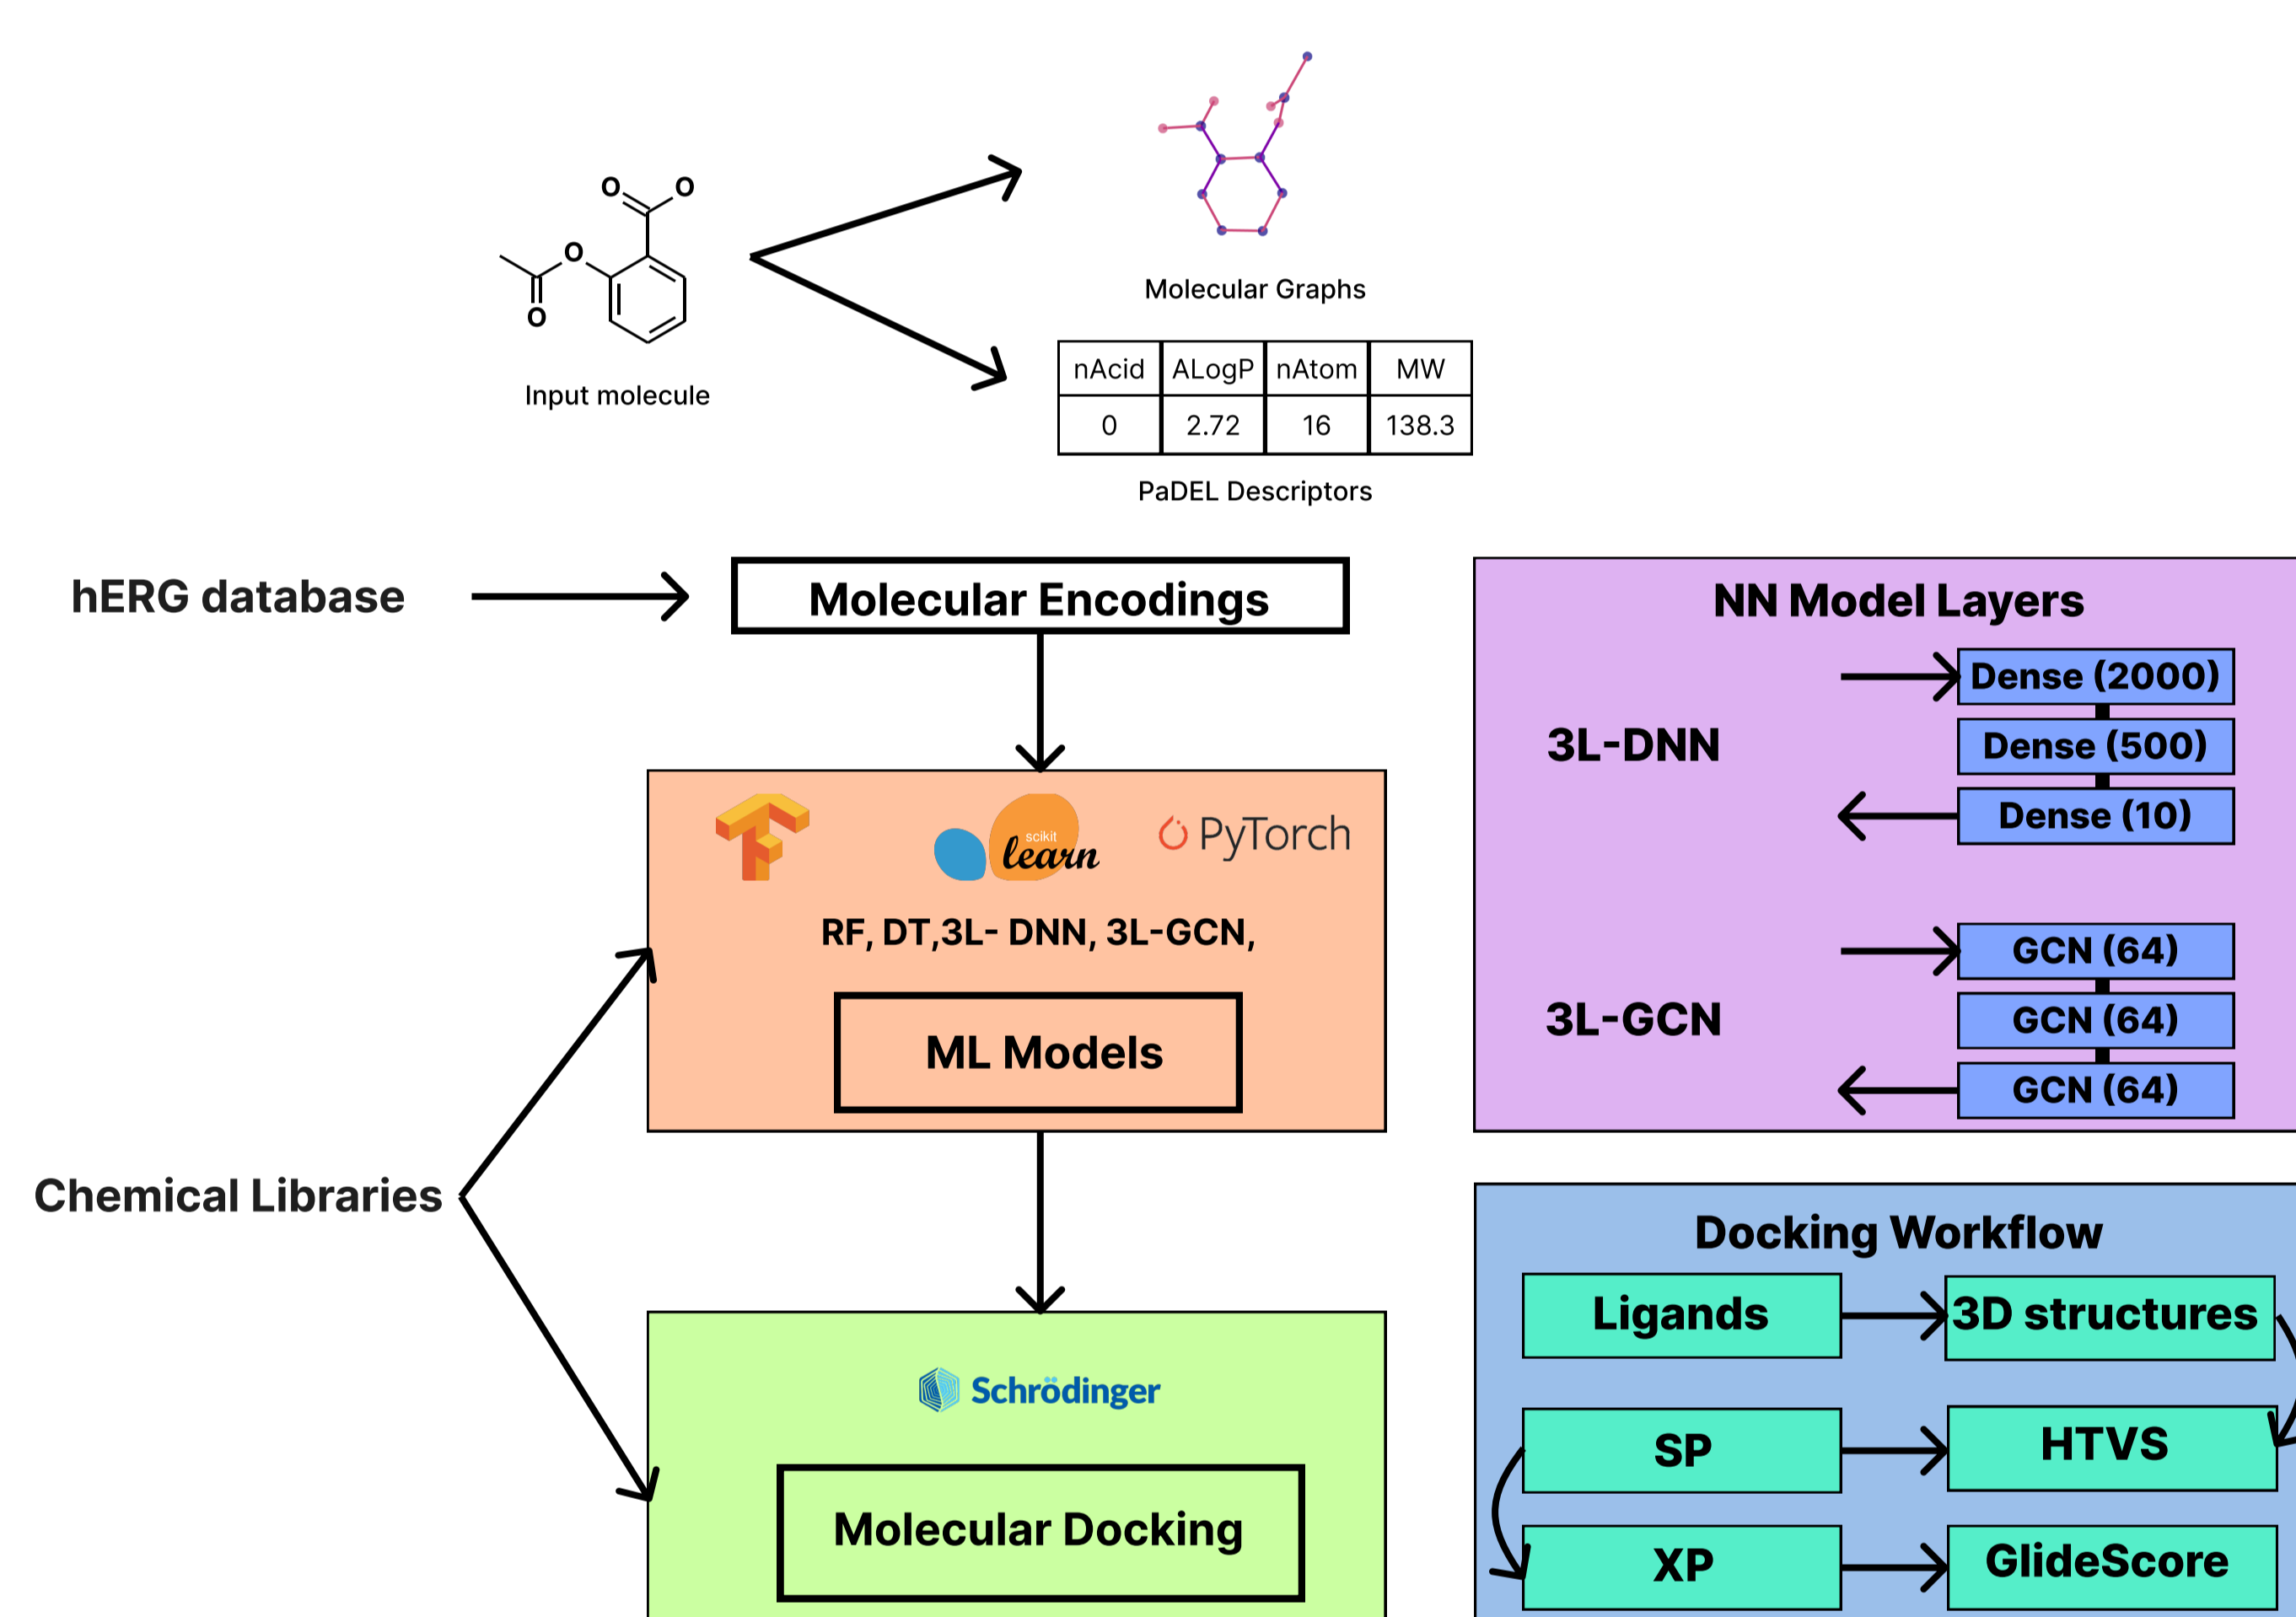 O O
O
O
Input molecule
Molecular Graphs
nAcid ALogP nAtom MW
0 2.72 16 138.3
PaDEL Descriptors
hERG database
Molecular Encodings
scikit
learn
PyTorch
RF, DT,3L- DNN, 3L-GCN,
ML Models
Chemical Libraries
Schrödinger
Molecular Docking
NN Model Layers
3L-DNN
Dense (2000)
Dense (500)
Dense (10)
3L-GCN
GCN (64)
GCN (64)
GCN (64)
Docking Workflow
Ligands
3D structures
SP
HTVS
XP
GlideScore